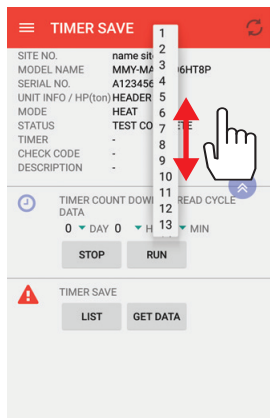 TIMER SAVE
SITE NO. name sit
MODEL NAME MMY-MA 06HT8P
SERIAL NO. A123456
UNIT INFO / HP(ton) HEADER
MODE HEAT
STATUS TEST CO ETE
TIMER -
CHECK CODE -
DESCRIPTION -
1
2
3
4
5
6
7
8
9
10
11
12
13
TIMER COUNT DOWN READ CYCLE
DATA
0 DAY 0 H MIN
STOP RUN
TIMER SAVE
LIST GET DATA